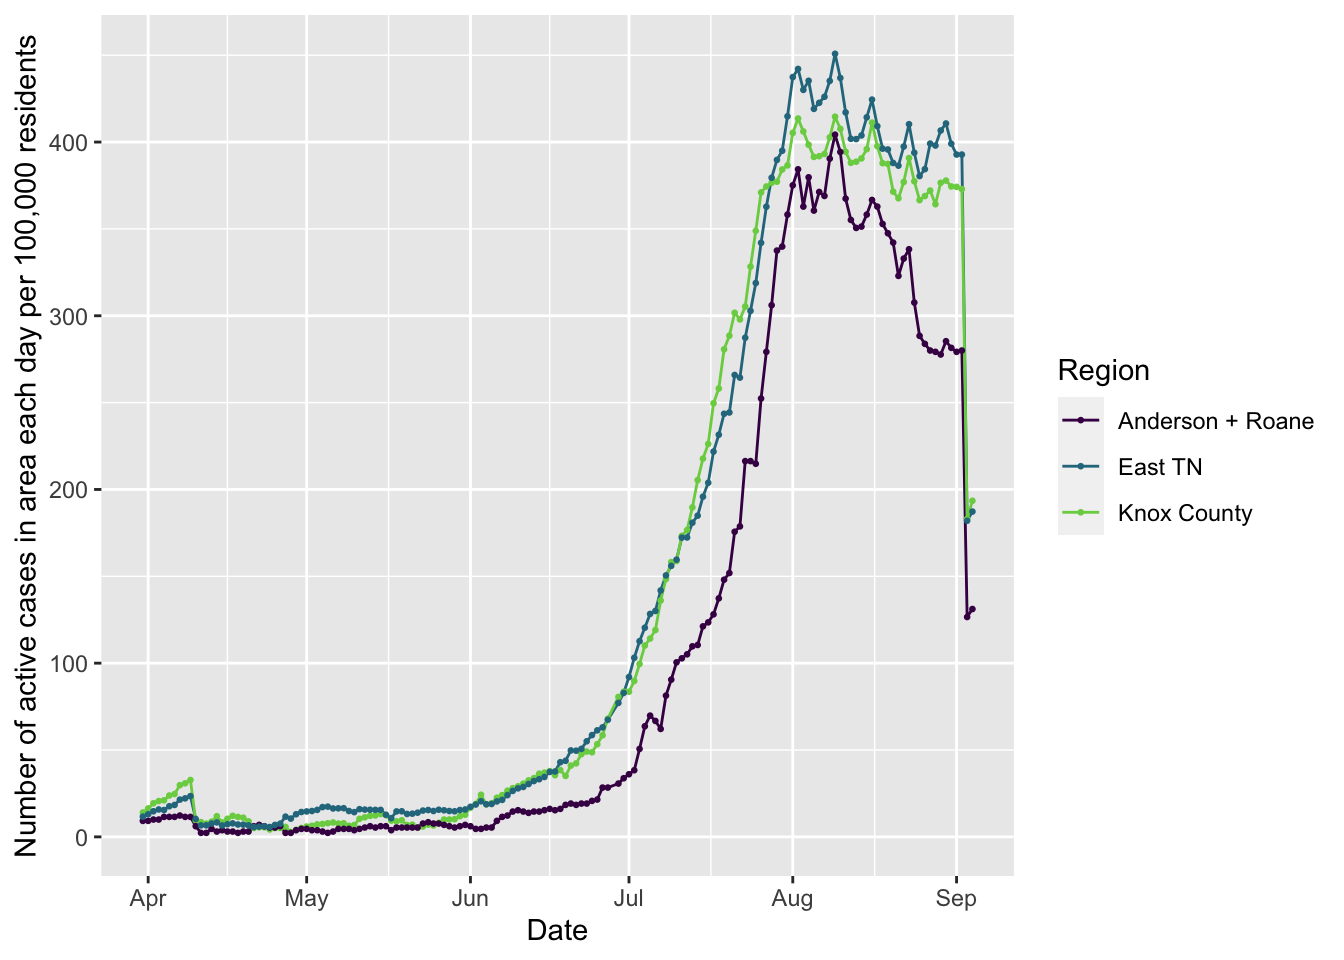 Number of active cases in area each day per 100,000 residents
400
300
200
100
0
Apr
May
Jun
Jul
Aug
Sep
Date
Region
Anderson + Roane
East TN
Knox County